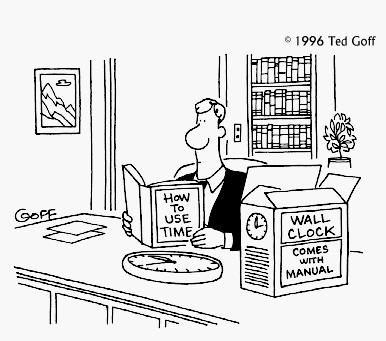 © 1996 Ted Goff
GOFF
HOW
TO
USE
TIME
WALL
CLOCK
COMES
WITH
MANUAL